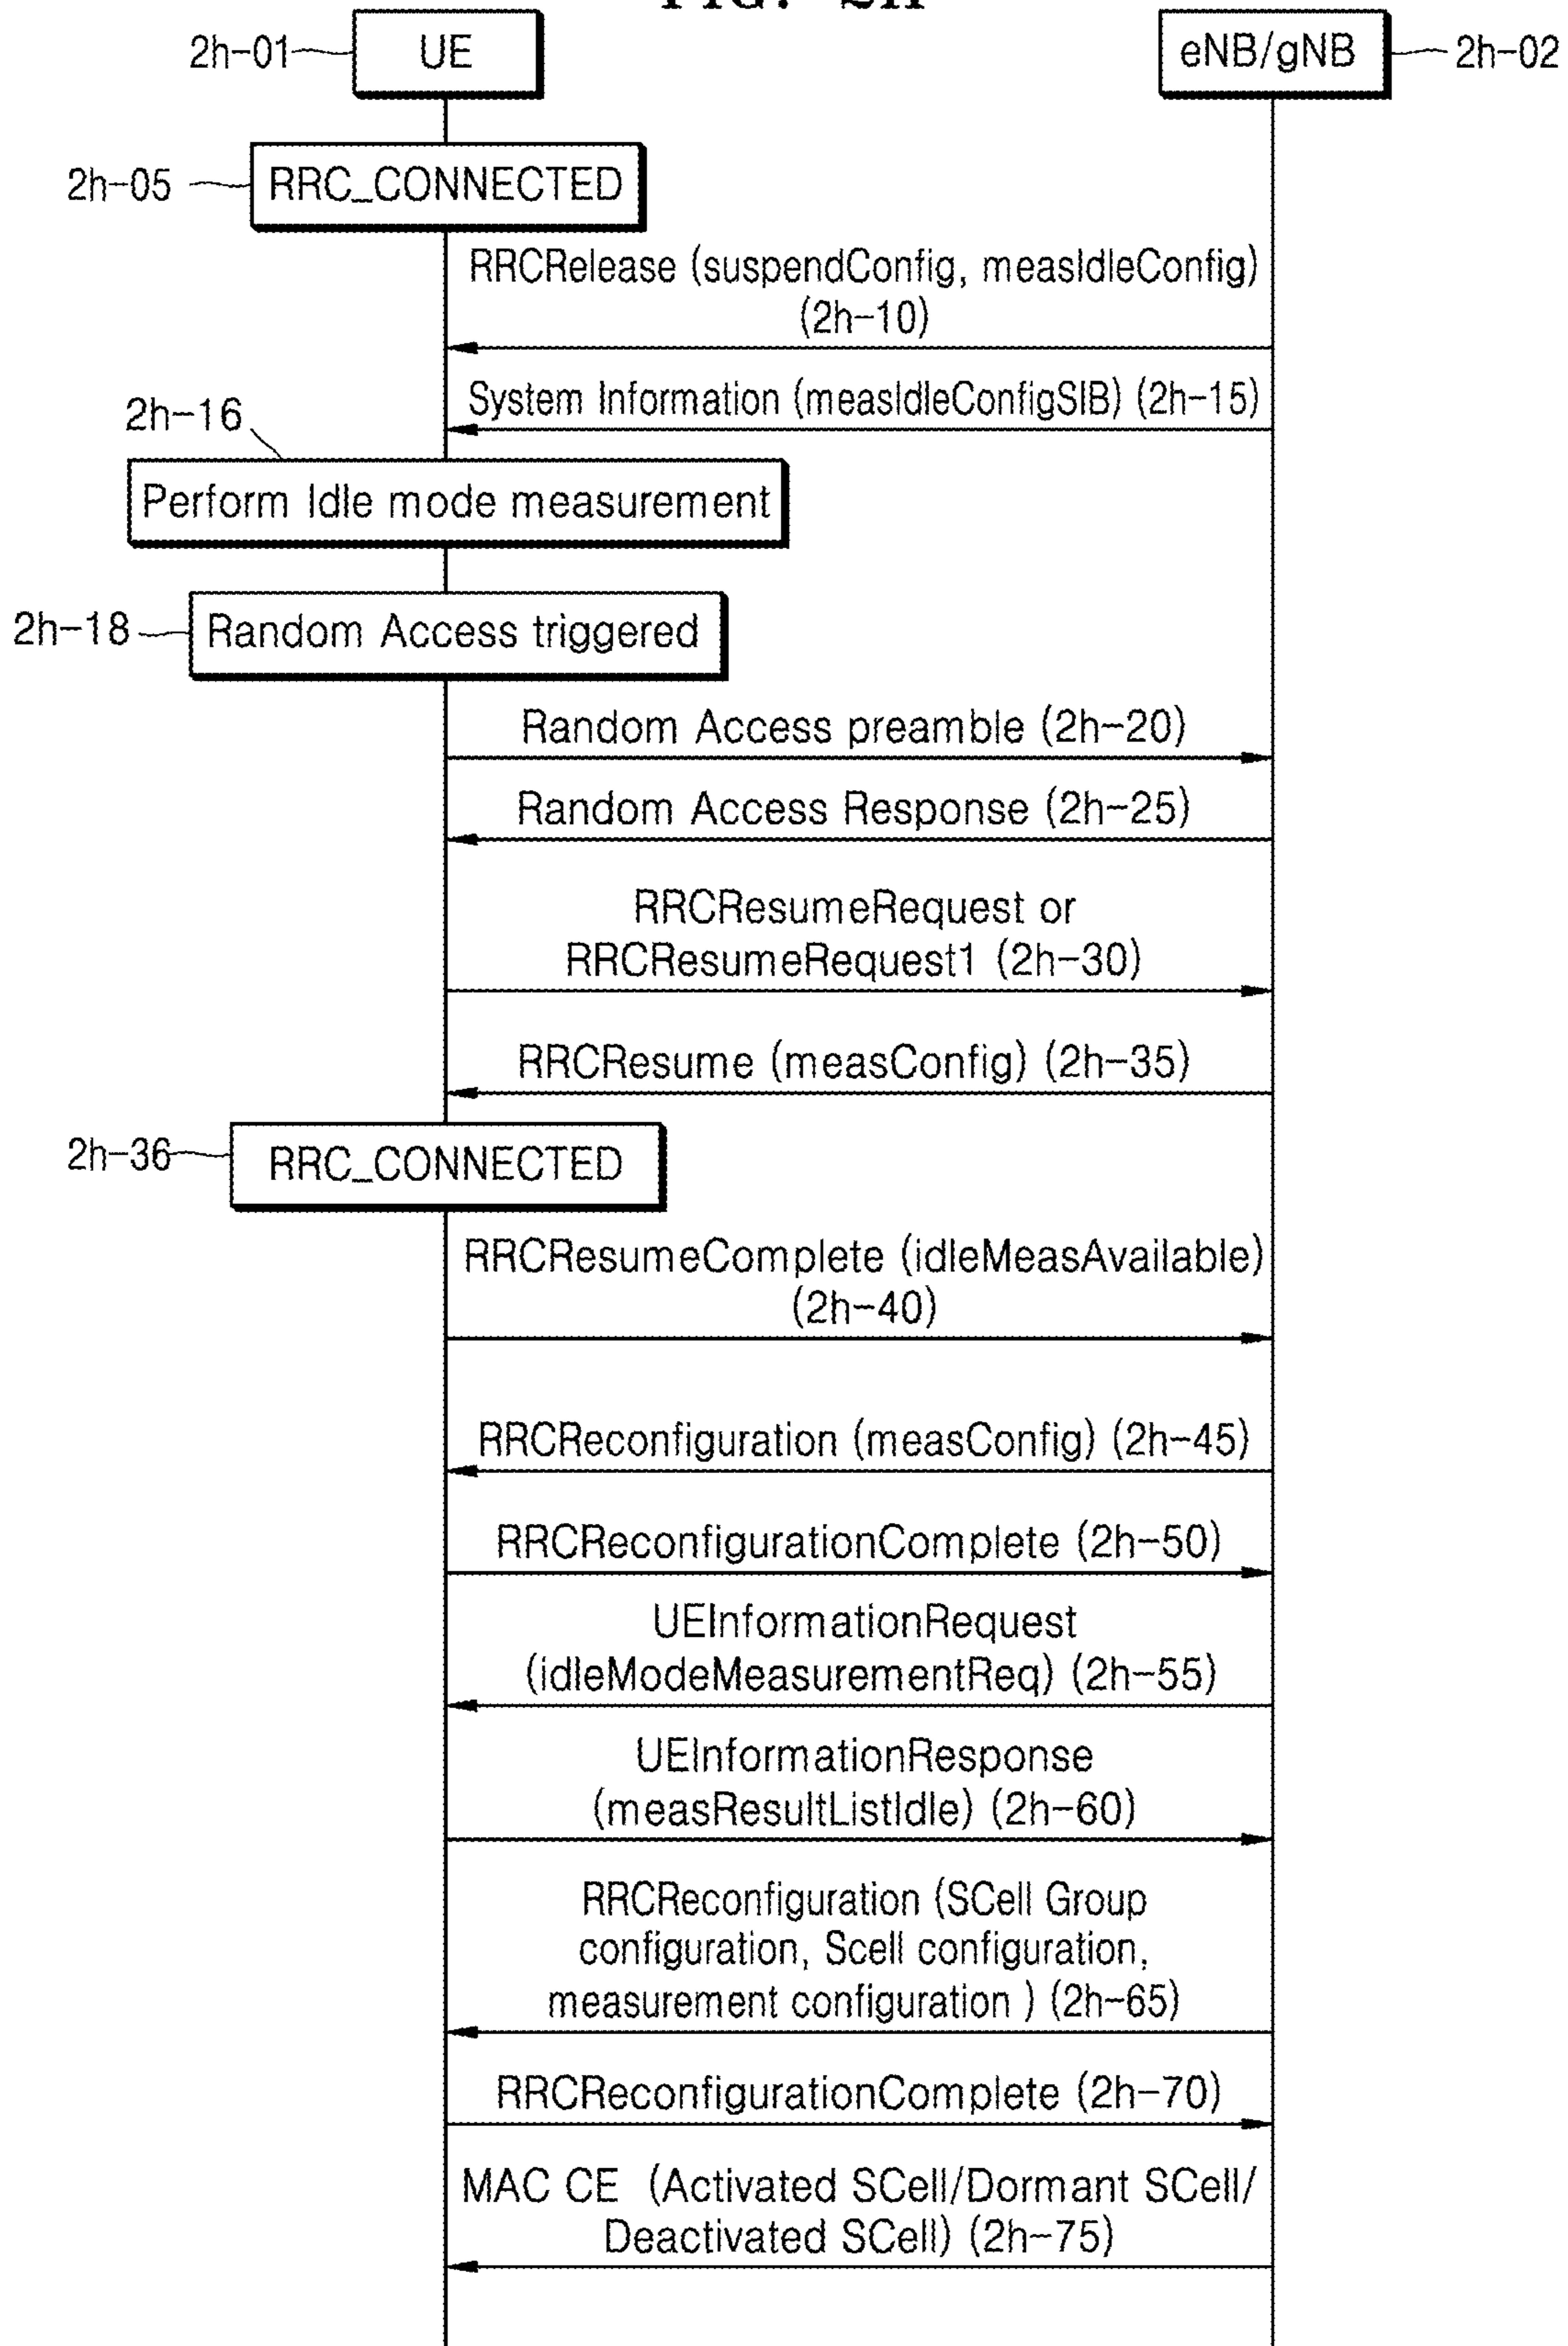 FIG. 2H
2h-01 UE eNB/gNB 2h-02
2h-05 RRC_CONNECTED
RRCRelease (suspendConfig, measIdleConfig)
(2h-10)
System Information (measIdleConfigSIB) (2h-15)
2h-16
Perform Idle mode measurement
2h-18 Random Access triggered
Random Access preamble (2h-20)
Random Access Response (2h-25)
RRCResumeRequest or
RRCResumeRequest1 (2h-30)
RRCResume (measConfig) (2h-35)
2h-36 RRC_CONNECTED
RRCResumeComplete (idleMeasAvailable)
(2h-40)
RRCReconfiguration (measConfig) (2h-45)
RRCReconfigurationComplete (2h-50)
UEInformationRequest
(idleModeMeasurementReq) (2h-55)
UEInformationResponse
(measResultListIdle) (2h-60)
RRCReconfiguration (SCell Group
configuration, Scell configuration,
measurement configuration ) (2h-65)
RRCReconfigurationComplete (2h-70)
MAC CE (Activated SCell/Dormant SCell/
Deactivated SCell) (2h-75)